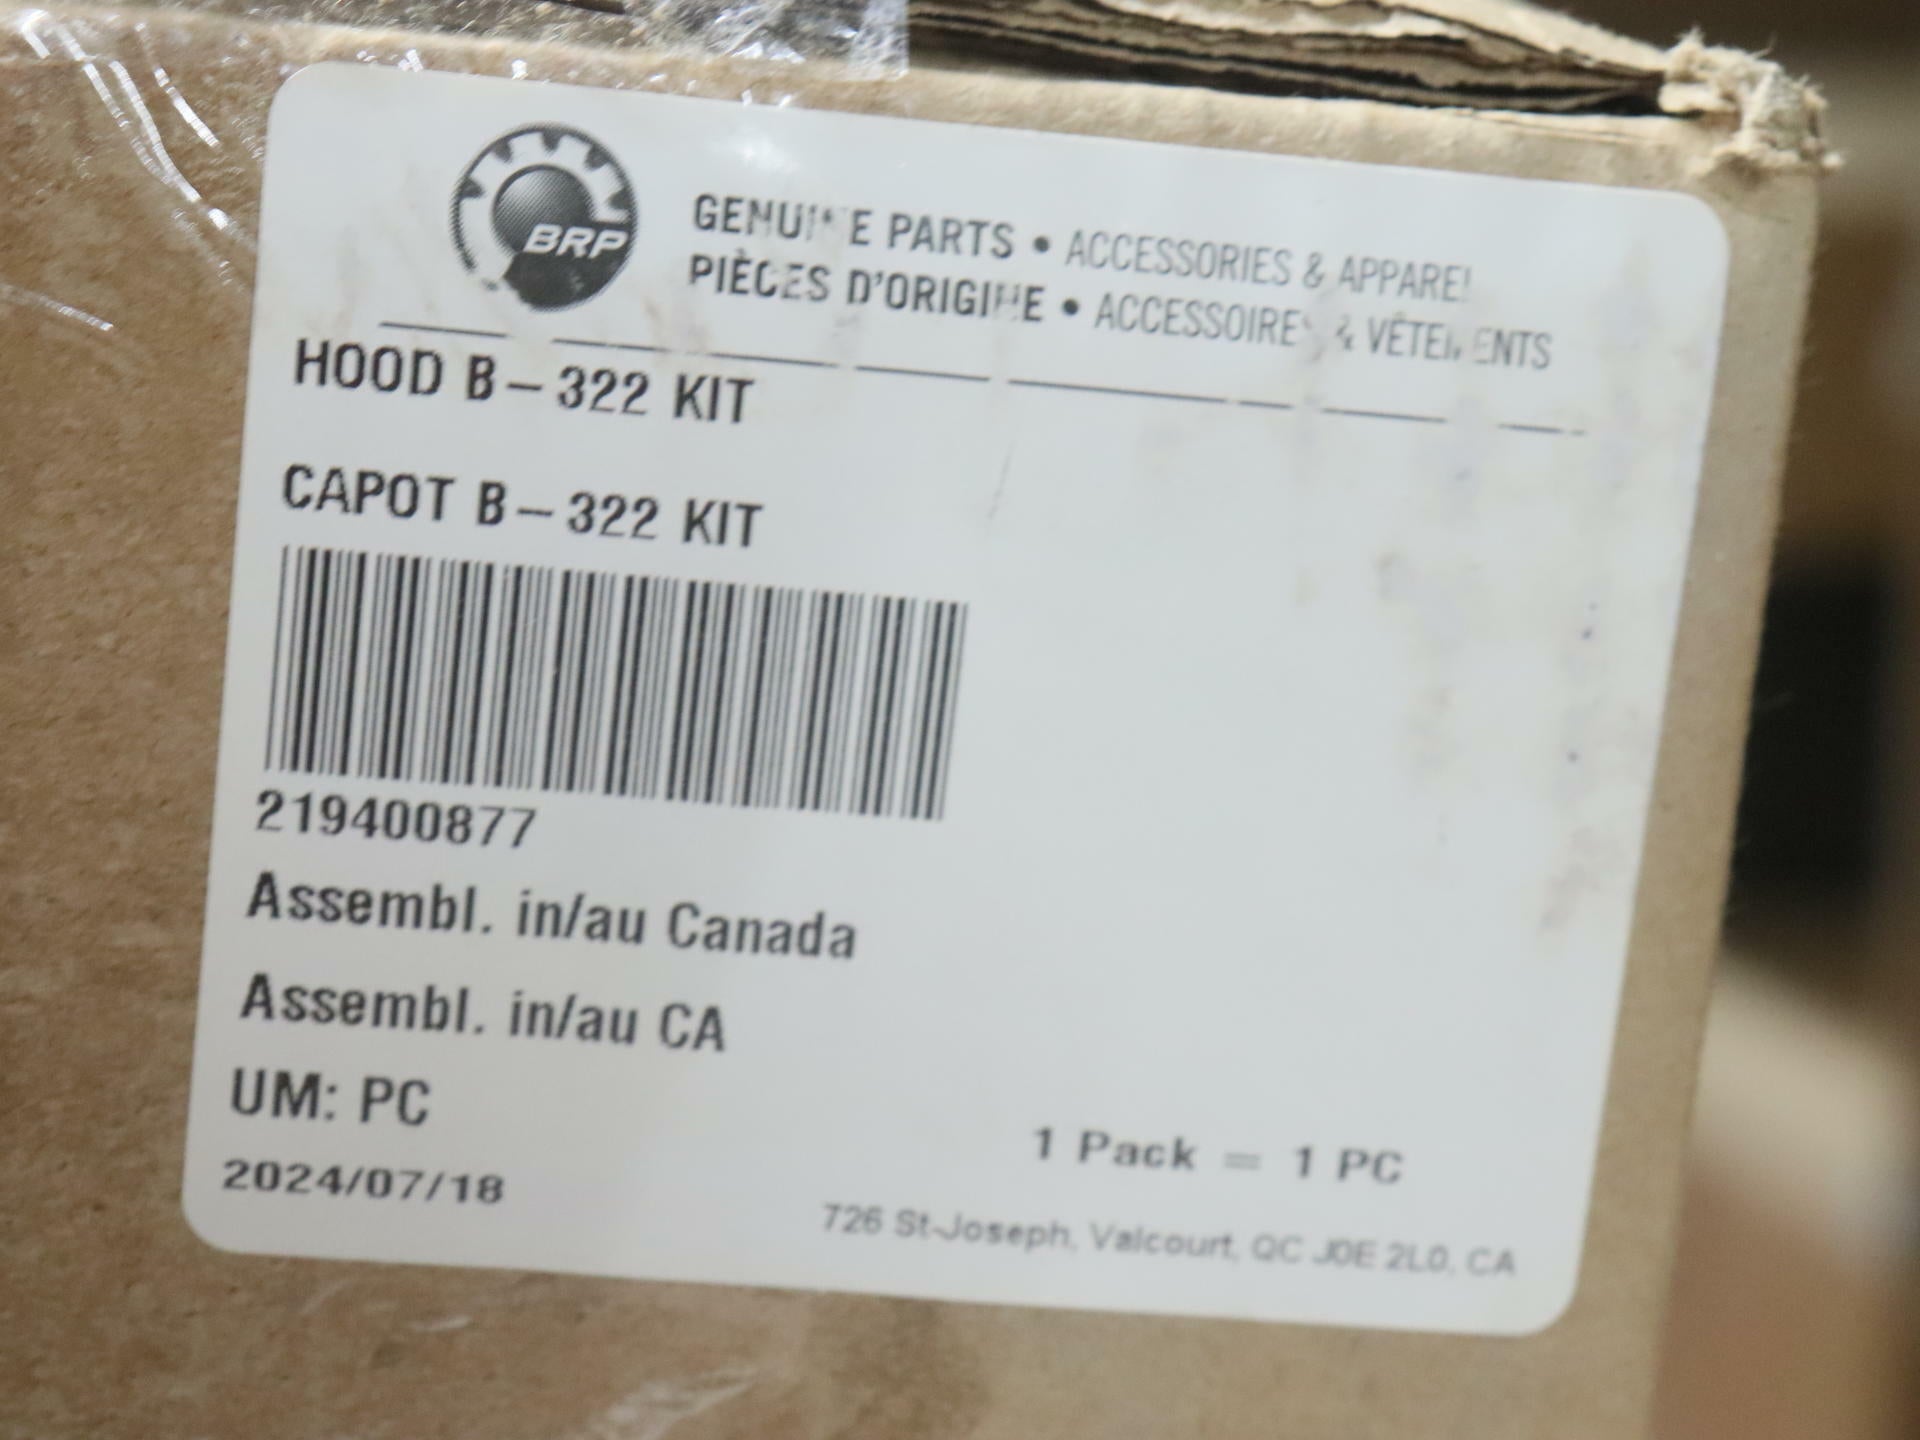 BRP
GENUINE PARTS • ACCESSORIES & APPAREL
PIÈCES D'ORIGINE • ACCESSOIRES & VÊTEMENTS
HOOD B-322 KIT
CAPOT B-322 KIT
219400877
Assembl. in/au Canada
Assembl. in/au CA
UM: PC
1 Pack = 1 PC
2024/07/18
726 St-Joseph, Valcourt, QC J0E 2L0, CA